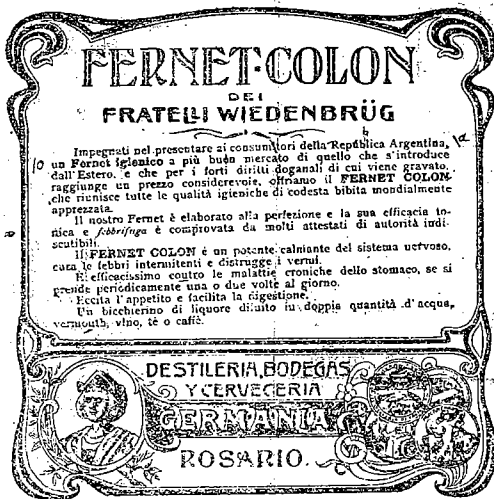 FERNET-COLON
DEI
FRATELLI WIEDENBRÜG
Impegnati nel presentare ai consumitori della Repùblica Argentina,
un Fernet igienico a più buon mercato di quello che s'introduce
dall'Estero, e che per i forti diritti doganali di cui viene gravato,
raggiunge un prezzo considerevole, offriamo il FERNET COLON,
che riunisce tutte le qualità igieniche di codesta bibita mondialmente
apprezzata.
Il nostro Fernet è elaborato alla perfezione e la sua efficacia to-
nica e febbrifuga è comprovata da molti attestati di autorità indi-
scutibili.
Il FERNET COLON è un potente calmante del sistema nervoso,
cura le febbri intermitenti e distrugge i vermi.
E' efficacissimo contro le malattie croniche dello stomaco, se si
prende periòdicamente una o due volte al giorno.
Eccita l'appetito e facilita la digestione.
Un bicchierino di liquore diluito in doppia quantità d'acqua,
vermouth, vino, tè o caffè.
DESTILERIA, BODEGAS
Y CERVECERIA
GERMANIA
ROSARIO.